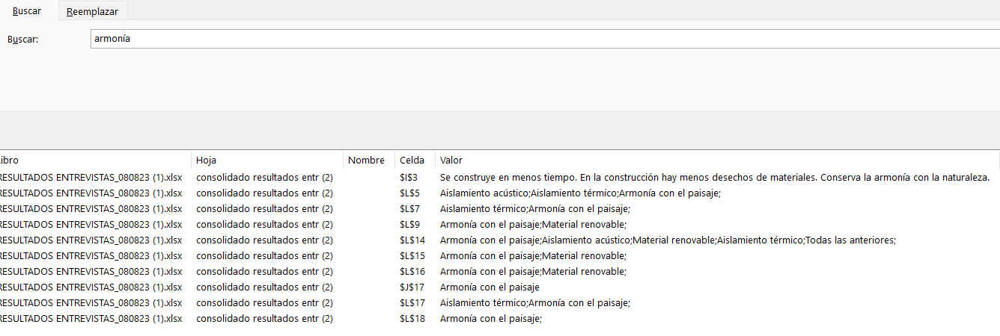 Buscar Reemplazar
Buscar: armonía
ibro Hoja Nombre Celda Valor
RESULTADOS ENTREVISTAS_080823 (1).xlsx consolidado resultados entr (2) $I$3 Se construye en menos tiempo. En la construcción hay menos desechos de materiales. Conserva la armonía con la naturaleza.
RESULTADOS ENTREVISTAS_080823 (1).xlsx consolidado resultados entr (2) $L$5 Aislamiento acústico;Aislamiento térmico;Armonía con el paisaje;
RESULTADOS ENTREVISTAS_080823 (1).xlsx consolidado resultados entr (2) $L$7 Aislamiento térmico;Armonía con el paisaje;
RESULTADOS ENTREVISTAS_080823 (1).xlsx consolidado resultados entr (2) $L$9 Armonía con el paisaje;Material renovable;
RESULTADOS ENTREVISTAS_080823 (1).xlsx consolidado resultados entr (2) $L$14 Armonía con el paisaje;Aislamiento acústico;Material renovable;Aislamiento térmico;Todas las anteriores;
RESULTADOS ENTREVISTAS_080823 (1).xlsx consolidado resultados entr (2) $L$15 Armonía con el paisaje;Material renovable;
RESULTADOS ENTREVISTAS_080823 (1).xlsx consolidado resultados entr (2) $L$16 Armonía con el paisaje;Material renovable;
RESULTADOS ENTREVISTAS_080823 (1).xlsx consolidado resultados entr (2) $J$17 Armonía con el paisaje
RESULTADOS ENTREVISTAS_080823 (1).xlsx consolidado resultados entr (2) $L$17 Aislamiento térmico;Armonía con el paisaje;
RESULTADOS ENTREVISTAS_080823 (1).xlsx consolidado resultados entr (2) $L$18 Armonía con el paisaje;